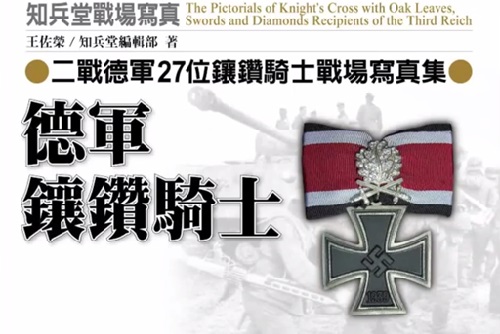 知兵堂戰場寫真 The Pictorials of Knight's Cross with Oak Leaves,
Swords and Diamonds Recipients of the Third Reich
王佐榮/知兵堂編輯部 著
二戰德軍27位鑲鑽騎士戰場寫真集
德軍
鑲鑽騎士
1939